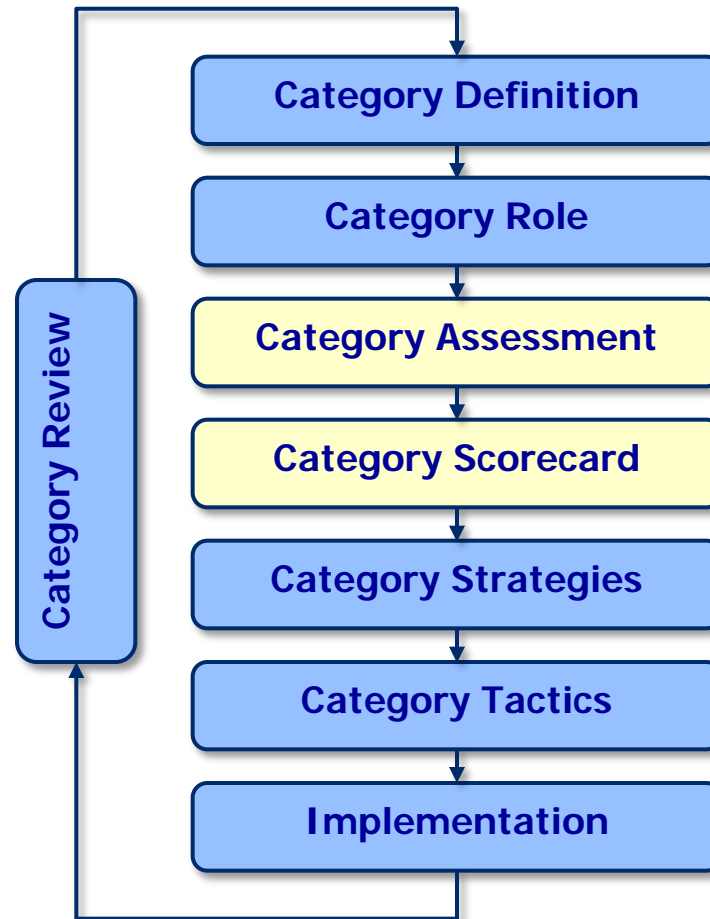 Category Definition
Category Role
Category Assessment
Category Scorecard
Category Strategies
Category Tactics
Implementation
Category Review